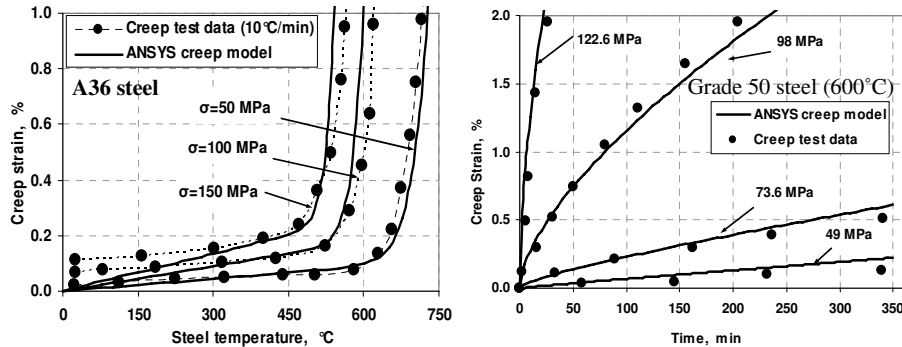 Creep test data (10°C/min)
ANSYS creep model
A36 steel
σ=50 MPa
σ=100 MPa
σ=150 MPa
1.0
0.8
0.6
0.4
0.2
0.0
Creep strain, %
0 150 300 450 600 750
Steel temperature, °C
122.6 MPa
98 MPa
Grade 50 steel (600°C)
ANSYS creep model
Creep test data
73.6 MPa
49 MPa
2.0
1.5
1.0
0.5
0.0
Creep Strain, %
0 50 100 150 200 250 300 350
Time, min